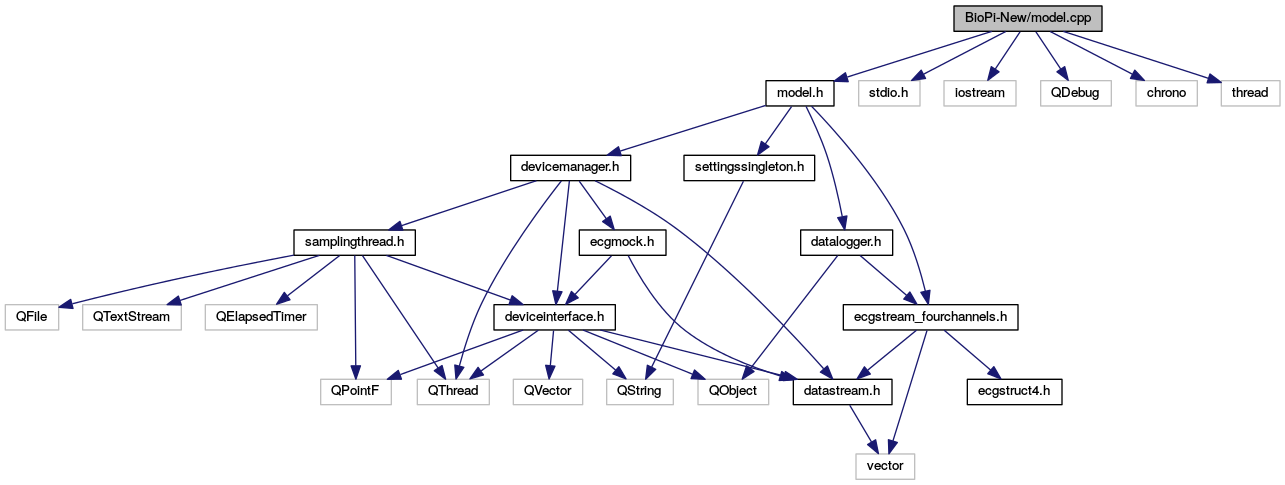 BioPi-New/model.cpp
model.h
stdio.h
iostream
QDebug
chrono
thread
devicemanager.h
settingssingleton.h
samplingthread.h
ecgmock.h
datalogger.h
QFile
QTextStream
QElapsedTimer
deviceinterface.h
ecgstream_fourchannels.h
QPointF
QThread
QVector
QString
QObject
datastream.h
ecgstruct4.h
vector